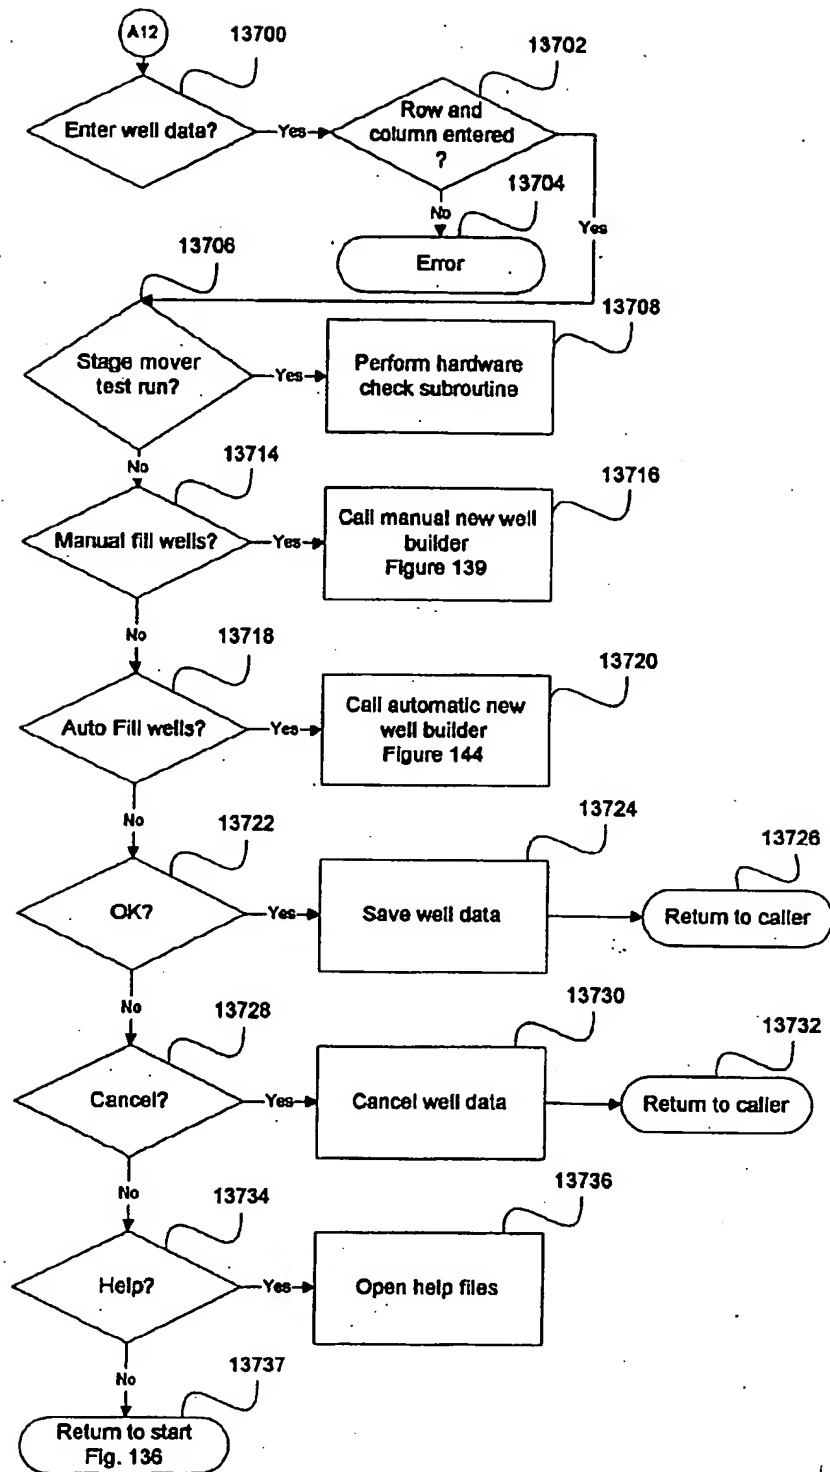 A12
13700
13702
Enter well data?
Yes
Row and
column entered
?
No
13704
Yes
Error
13706
Stage mover
test run?
Yes
13708
Perform hardware
check subroutine
No
13714
Manual fill wells?
Yes
13716
Call manual new well
builder
Figure 139
No
13718
Auto Fill wells?
Yes
13720
Call automatic new
well builder
Figure 144
No
13722
OK?
Yes
13724
Save well data
13726
Return to caller
No
13728
Cancel?
Yes
13730
Cancel well data
13732
Return to caller
No
13734
Help?
Yes
13736
Open help files
No
13737
Return to start
Fig. 136